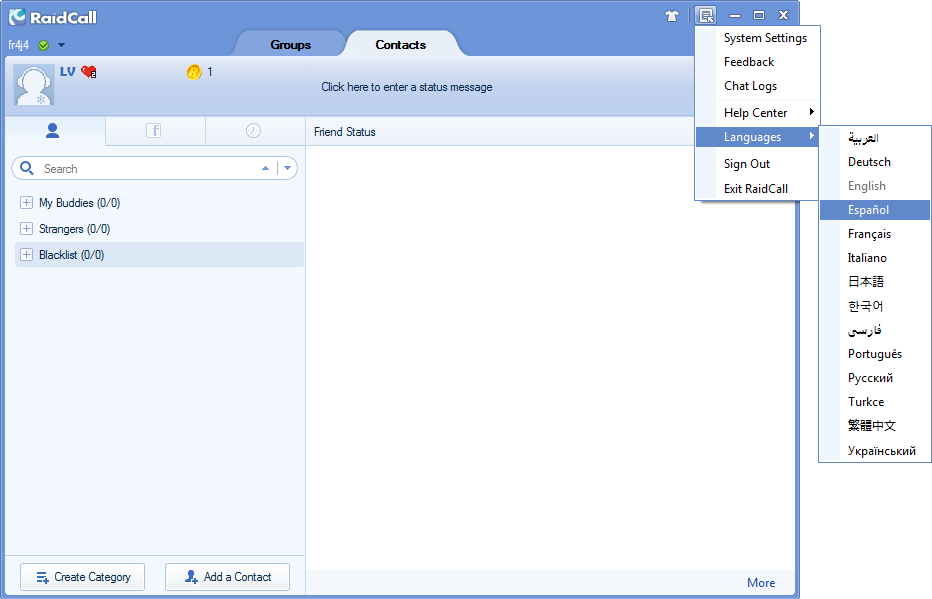 RaidCall
fr4j4
Groups
Contacts
LV 2
1
Click here to enter a status message
f
Friend Status
Search
My Buddies (0/0)
Strangers (0/0)
Blacklist (0/0)
Create Category
Add a Contact
More
System Settings
Feedback
Chat Logs
Help Center
Languages
Sign Out
Exit RaidCall
العربية
Deutsch
English
Español
Français
Italiano
日本語
한국어
فارسی
Português
Русский
Turkce
繁體中文
Український